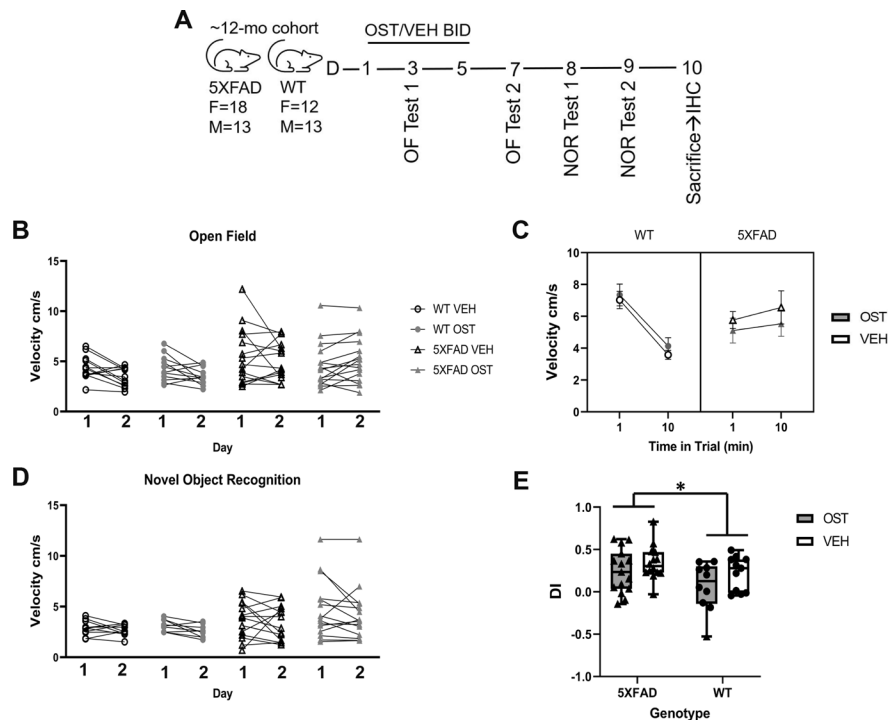 A
~12-mo cohort
OST/VEH BID
D 1 3 5 7 8 9 10
5XFAD WT
F=18 F=12
M=13 M=13
OF Test 1
OF Test 2
NOR Test 1
NOR Test 2
Sacrifice→IHC
B
Open Field
Velocity cm/s
15
10
5
0
1 2 1 2 1 2 1 2
Day
WT VEH
WT OST
5XFAD VEH
5XFAD OST
C
WT 5XFAD
Velocity cm/s
10
8
6
4
2
0
1 10 1 10
Time in Trial (min)
OST
VEH
D
Novel Object Recognition
Velocity cm/s
15
10
5
0
1 2 1 2 1 2 1 2
Day
E
*
DI
1.0
0.5
0.0
-0.5
-1.0
5XFAD WT
Genotype
OST
VEH